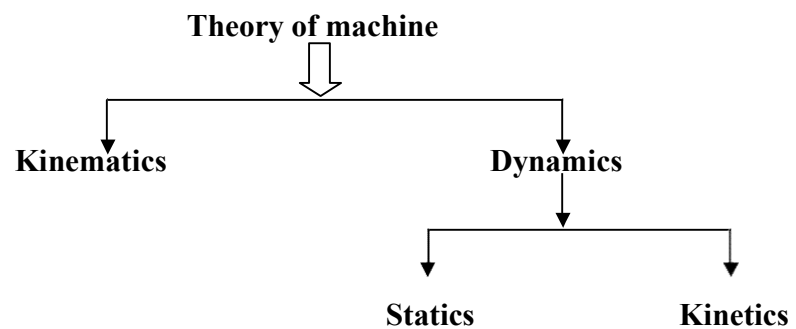 Theory of machine
Kinematics
Dynamics
Statics
Kinetics